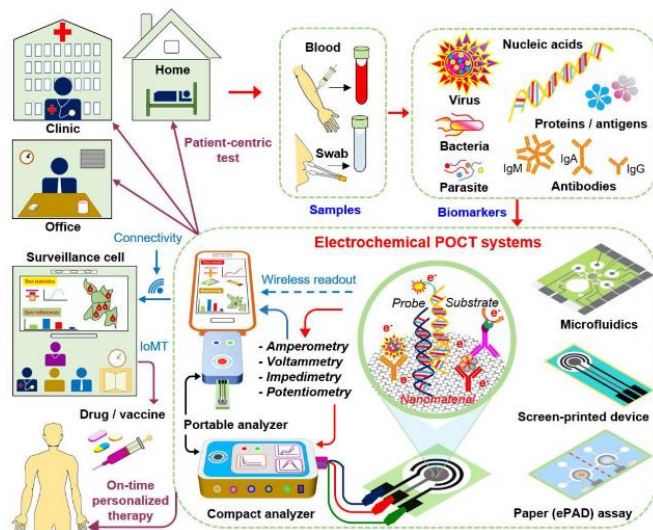 Clinic
Home
Office
Patient-centric
test
Blood
Swab
Samples
Virus
Bacteria
Parasite
Nucleic acids
Proteins / antigens
IgM
IgA
IgG
Antibodies
Biomarkers
Electrochemical POCT systems
Connectivity
Surveillance cell
Test statistics
IoMT
Drug / vaccine
On-time
personalized
therapy
Wireless readout
- Amperometry
- Voltammetry
- Impedimetry
- Potentiometry
Portable analyzer
Compact analyzer
Probe
Substrate
e-
e-
e-
e-
Nanomaterial
Microfluidics
Screen-printed device
Paper (ePAD) assay